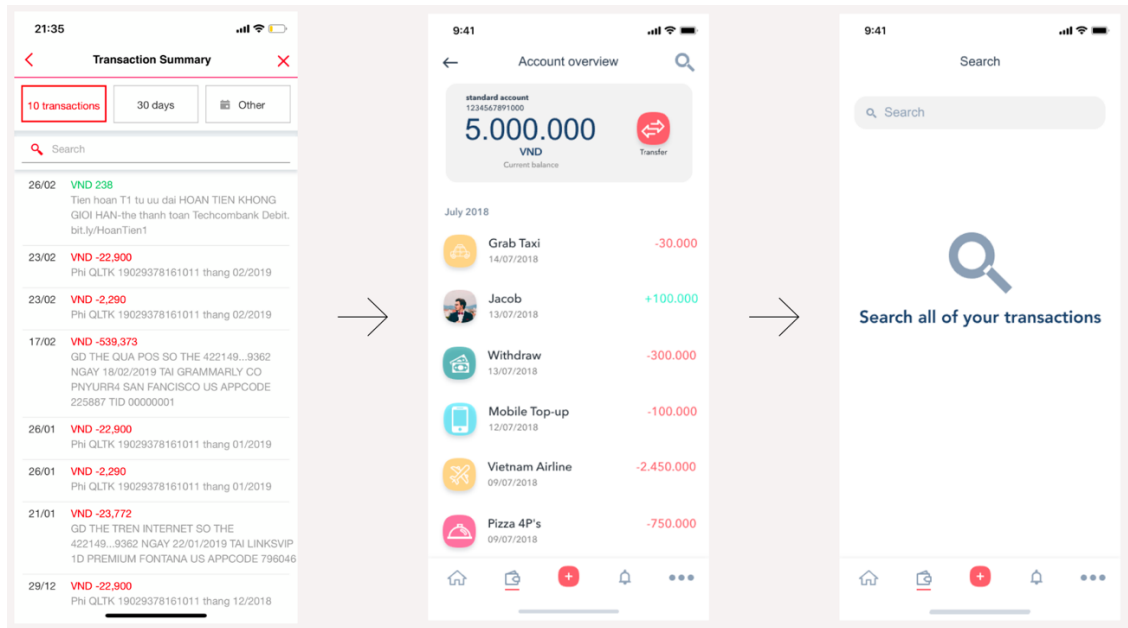 21:35
Transaction Summary
10 transactions
30 days
Other
Search
26/02 VND 238
Tien hoan T1 tu uu dai HOAN TIEN KHONG
GIOI HAN-the thanh toan Techcombank Debit.
bit.ly/HoanTien1
23/02 VND -22,900
Phi QLTK 19029378161011 thang 02/2019
23/02 VND -2,290
Phi QLTK 19029378161011 thang 02/2019
17/02 VND -539,373
GD THE QUA POS SO THE 422149...9362
NGAY 18/02/2019 TAI GRAMMARLY CO
PNYURR4 SAN FANCISCO US APPCODE
225887 TID 00000001
26/01 VND -22,900
Phi QLTK 19029378161011 thang 01/2019
26/01 VND -2,290
Phi QLTK 19029378161011 thang 01/2019
21/01 VND -23,772
GD THE TREN INTERNET SO THE
422149...9362 NGAY 22/01/2019 TAI LINKSVIP
1D PREMIUM FONTANA US APPCODE 796046
29/12 VND -22,900
Phi QLTK 19029378161011 thang 12/2018
9:41
Account overview
standard account
1234567891000
5.000.000
VND
Current balance
Transfer
July 2018
Grab Taxi -30.000
14/07/2018
Jacob +100.000
13/07/2018
Withdraw -300.000
13/07/2018
Mobile Top-up -100.000
12/07/2018
Vietnam Airline -2.450.000
09/07/2018
Pizza 4P's -750.000
09/07/2018
9:41
Search
Search
Search all of your transactions